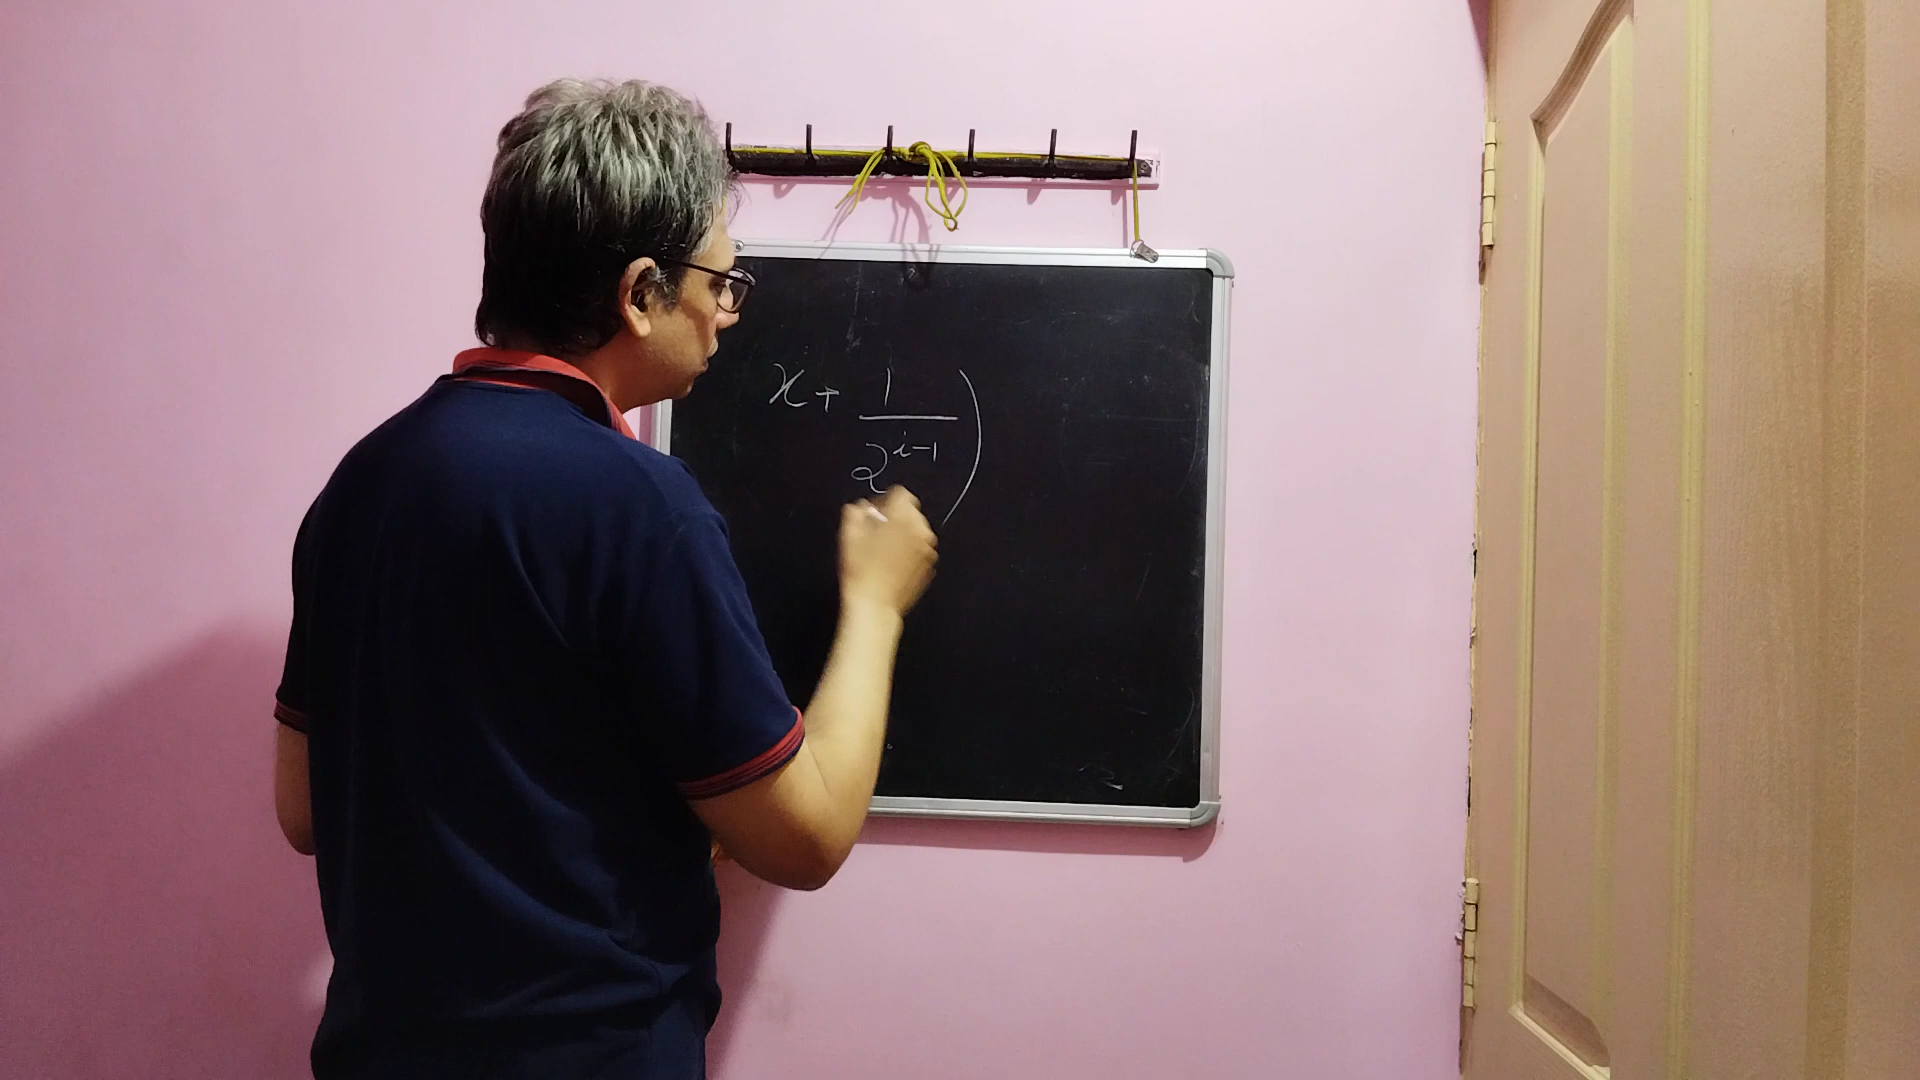 x + 1/2^{i-1})